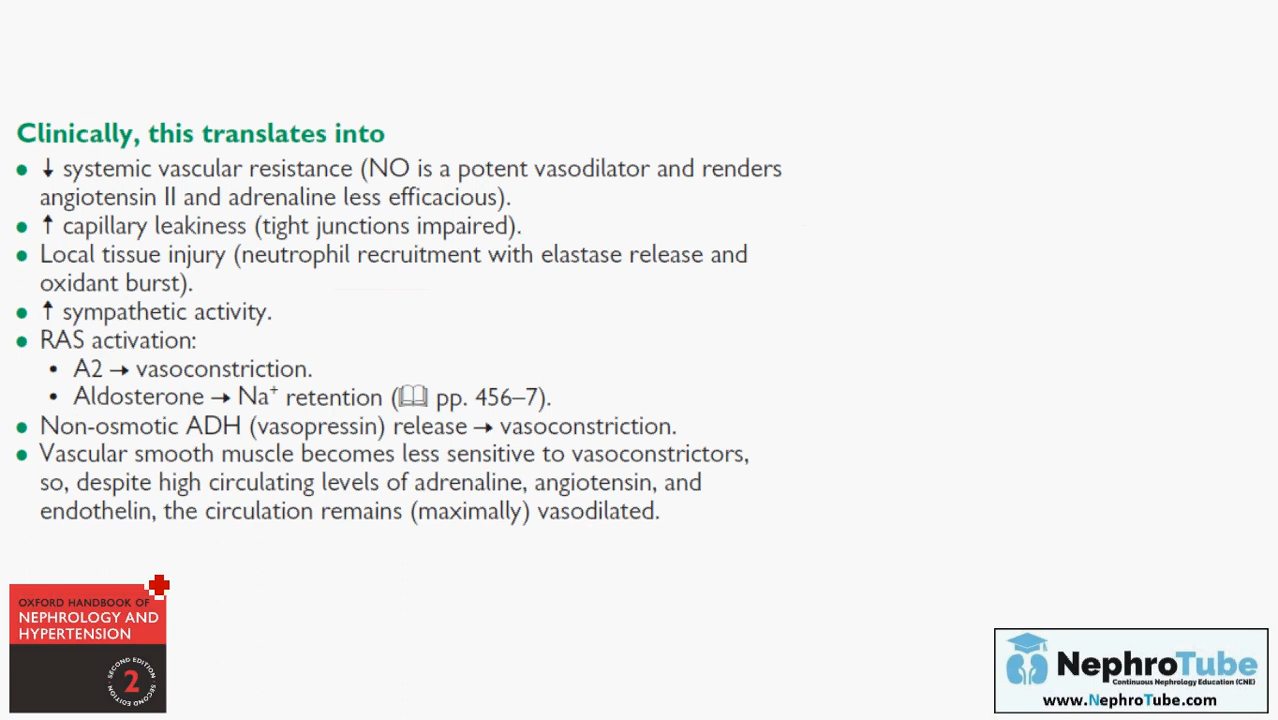 Clinically, this translates into
● ↓ systemic vascular resistance (NO is a potent vasodilator and renders
angiotensin II and adrenaline less efficacious).
● ↑ capillary leakiness (tight junctions impaired).
● Local tissue injury (neutrophil recruitment with elastase release and
oxidant burst).
● ↑ sympathetic activity.
● RAS activation:
• A2 → vasoconstriction.
• Aldosterone → Na⁺ retention (📖 pp. 456–7).
● Non-osmotic ADH (vasopressin) release → vasoconstriction.
● Vascular smooth muscle becomes less sensitive to vasoconstrictors,
so, despite high circulating levels of adrenaline, angiotensin, and
endothelin, the circulation remains (maximally) vasodilated.
OXFORD HANDBOOK OF
NEPHROLOGY AND
HYPERTENSION
SECOND EDITION · SECOND EDITION ·
2
NephroTube
Continuous Nephrology Education (CNE)
www.NephroTube.com